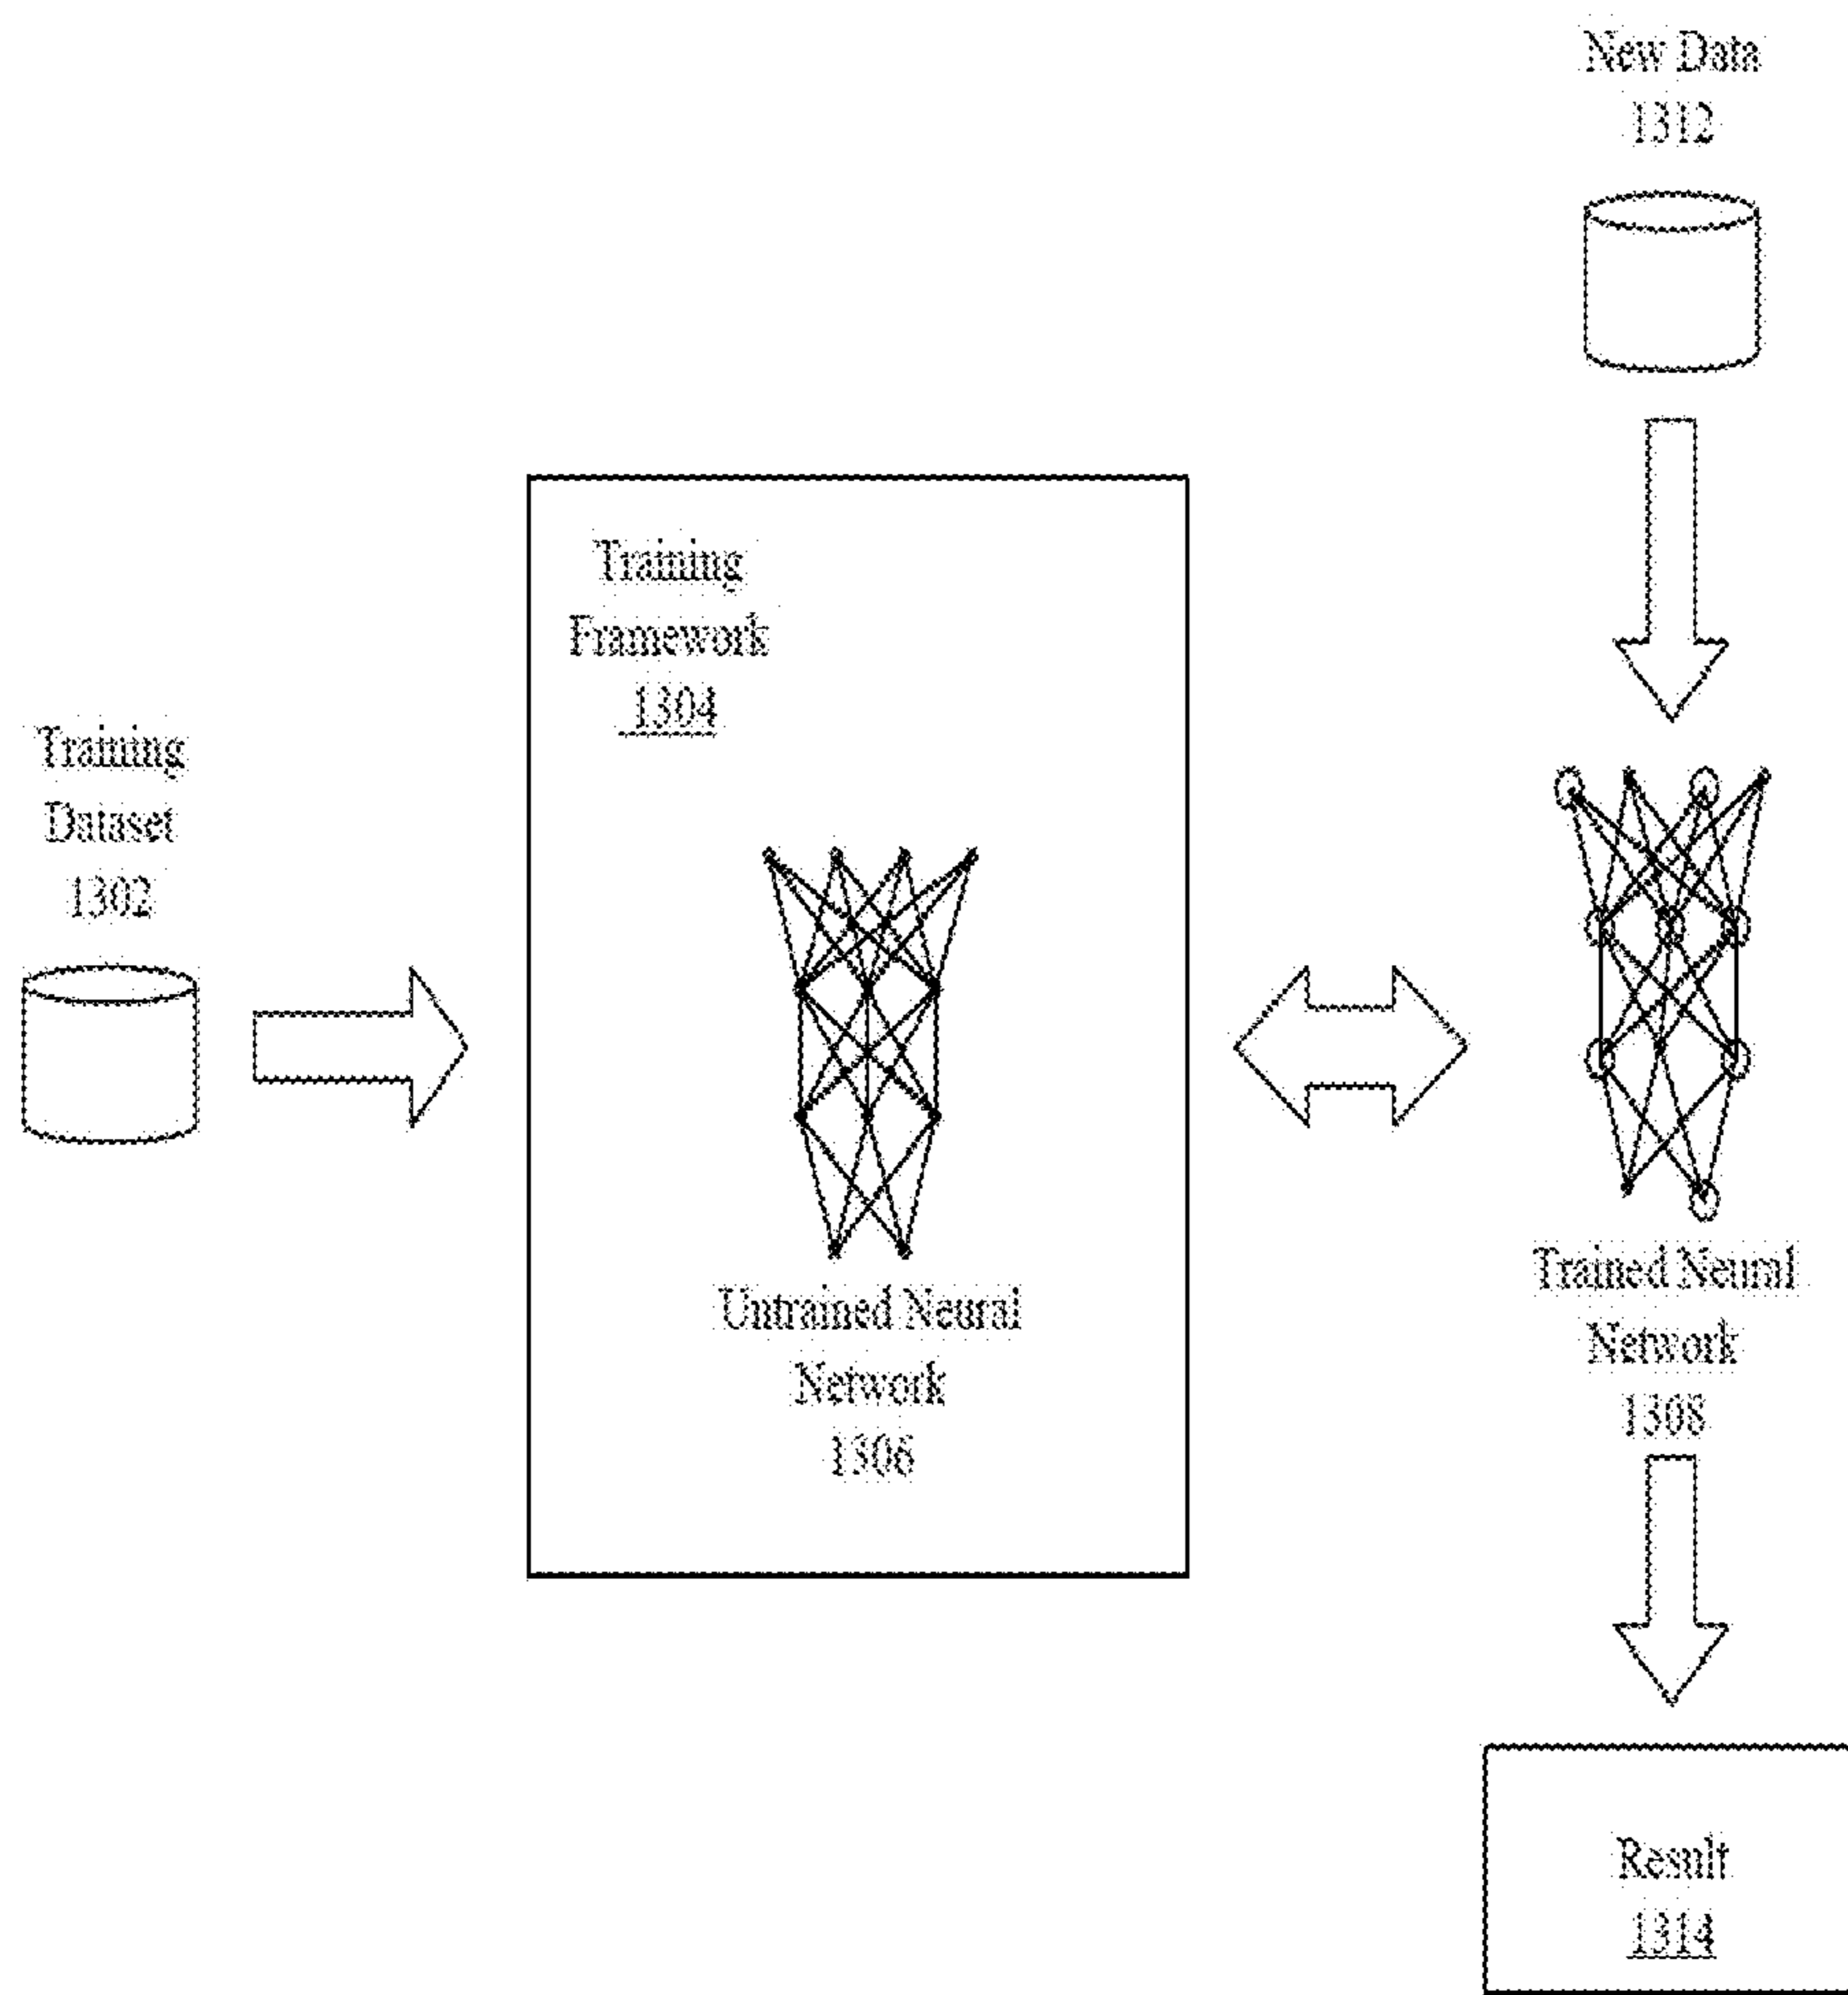 New Data
1312
Training
Framework
1304
Training
Dataset
1302
Untrained Neural
Network
1306
Trained Neural
Network
1308
Result
1314